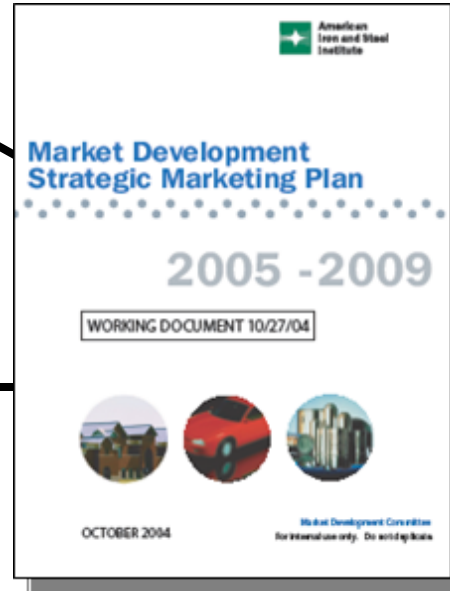 American
Iron and Steel
Institute
Market Development
Strategic Marketing Plan
2005 -2009
WORKING DOCUMENT 10/27/04
OCTOBER 2004
Market Development Committee
For internal use only. Do not duplicate